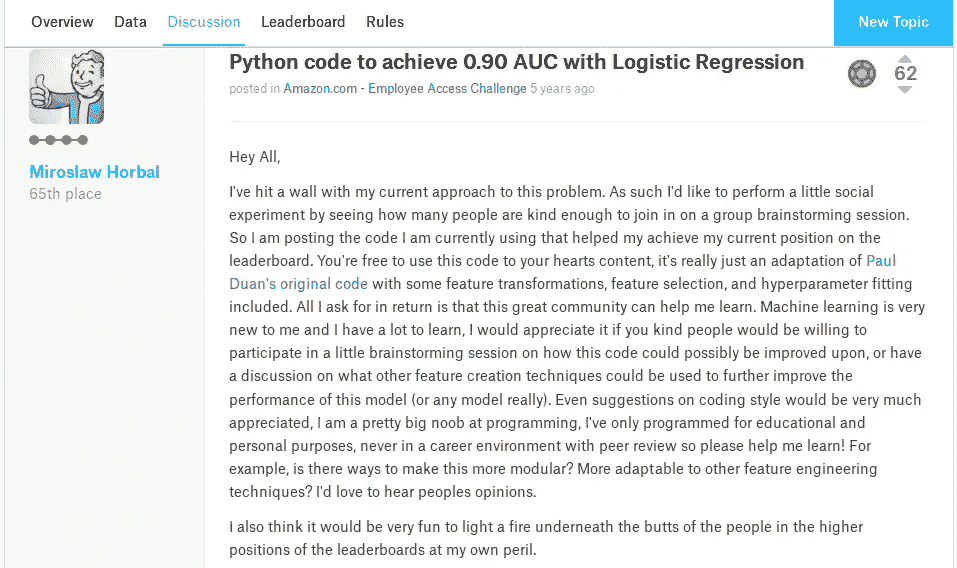 Overview Data Discussion Leaderboard Rules New Topic
Python code to achieve 0.90 AUC with Logistic Regression
62
posted in Amazon.com - Employee Access Challenge 5 years ago
Miroslaw Horbal
65th place
Hey All,
I've hit a wall with my current approach to this problem. As such I'd like to perform a little social
experiment by seeing how many people are kind enough to join in on a group brainstorming session.
So I am posting the code I am currently using that helped my achieve my current position on the
leaderboard. You're free to use this code to your hearts content, it's really just an adaptation of Paul
Duan's original code with some feature transformations, feature selection, and hyperparameter fitting
included. All I ask for in return is that this great community can help me learn. Machine learning is very
new to me and I have a lot to learn, I would appreciate it if you kind people would be willing to
participate in a little brainstorming session on how this code could possibly be improved upon, or have
a discussion on what other feature creation techniques could be used to further improve the
performance of this model (or any model really). Even suggestions on coding style would be very much
appreciated, I am a pretty big noob at programming, I've only programmed for educational and
personal purposes, never in a career environment with peer review so please help me learn! For
example, is there ways to make this more modular? More adaptable to other feature engineering
techniques? I'd love to hear peoples opinions.
I also think it would be very fun to light a fire underneath the butts of the people in the higher
positions of the leaderboards at my own peril.